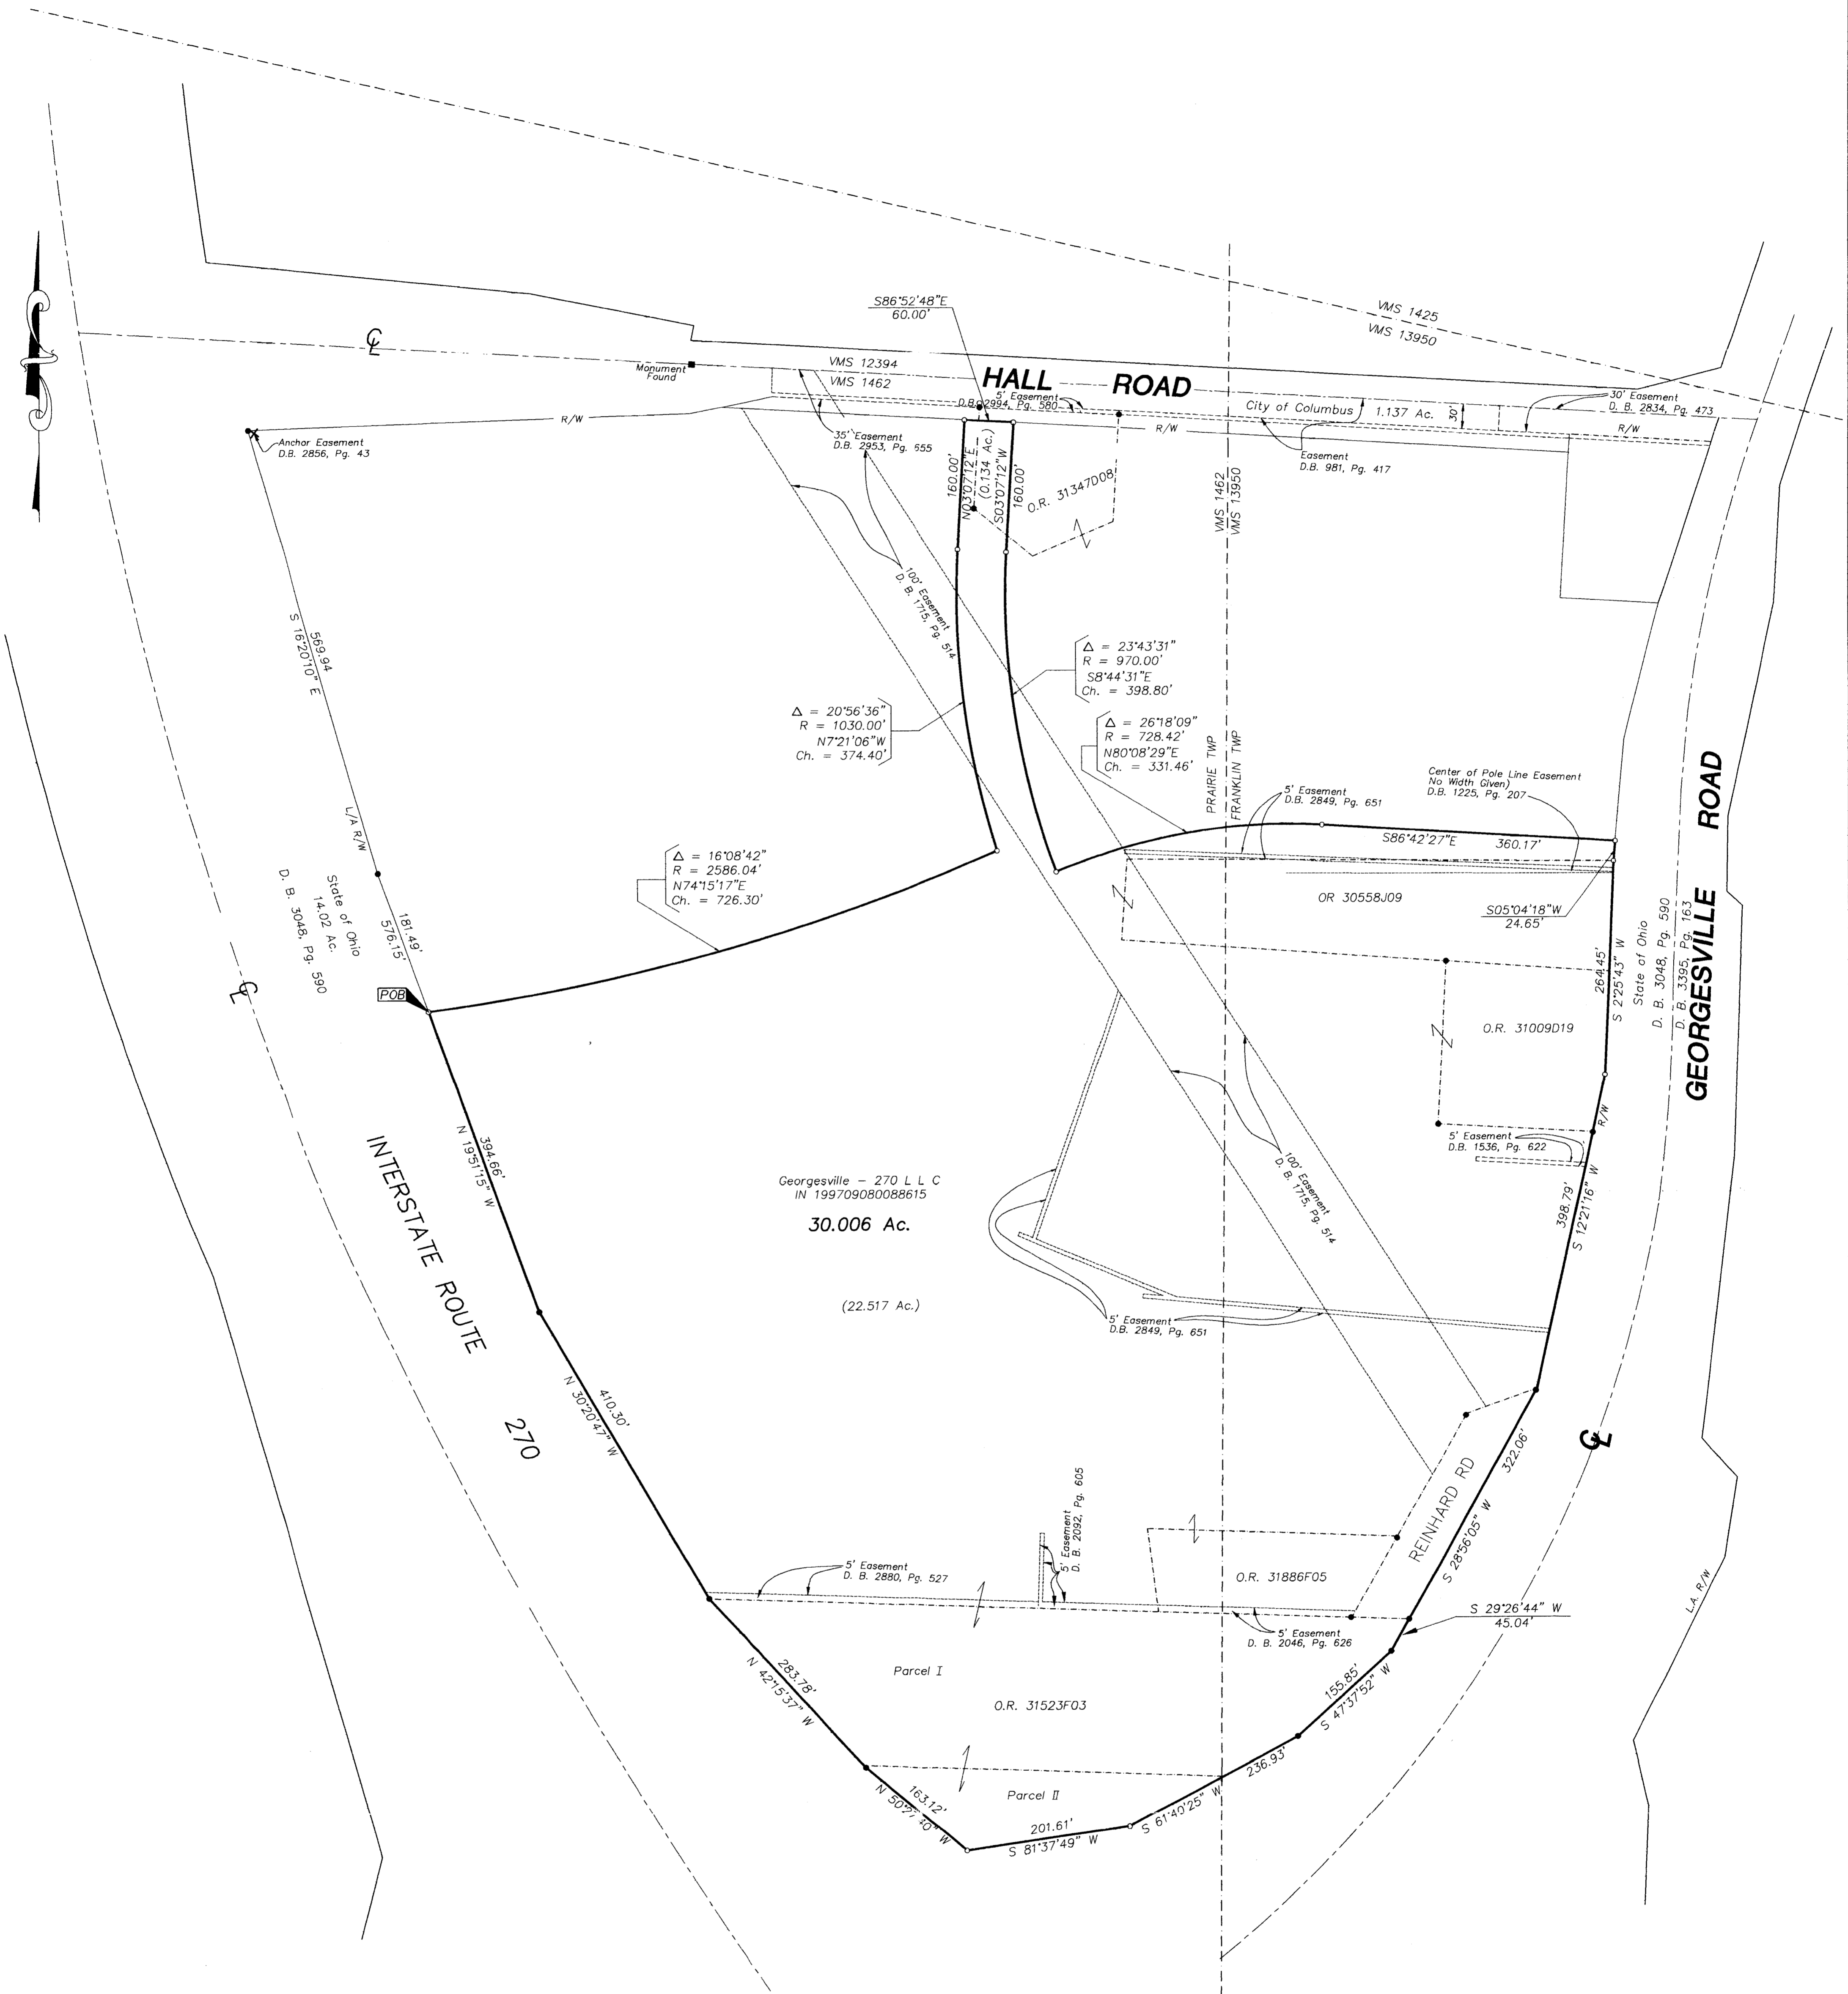 VMS 1425
VMS 13950
S86°52'48"E
60.00'
℄
Monument
Found
VMS 12394
VMS 1462
HALL ROAD
5' Easement
D.B. 2994, Pg. 580
City of Columbus 1.137 Ac.
30'
30' Easement
D. B. 2834, Pg. 473
R/W
R/W
R/W
Anchor Easement
D.B. 2856, Pg. 43
35' Easement
D.B. 2953, Pg. 655
Easement
D.B. 981, Pg. 417
160.00'
N03°07'12"E
(0.134 Ac.)
S03°07'12"W
160.00'
O.R. 31347D08
VMS 1462
VMS 13950
100' Easement
D. B. 1715, Pg. 514
569.94
S 16°20'10" E
Δ = 23°43'31"
R = 970.00'
S8°44'31"E
Ch. = 398.80'
Δ = 20°56'36"
R = 1030.00'
N7°21'06"W
Ch. = 374.40'
Δ = 26°18'09"
R = 728.42'
N80°08'29"E
Ch. = 331.46'
PRAIRIE TWP
FRANKLIN TWP
Center of Pole Line Easement
No Width Given)
D.B. 1225, Pg. 207
5' Easement
D.B. 2849, Pg. 651
S86°42'27"E 360.17'
L/A R/W
Δ = 16°08'42"
R = 2586.04'
N74°15'17"E
Ch. = 726.30'
OR 30558J09
S05°04'18"W
24.65'
State of Ohio
14.02 Ac.
D. B. 3048, Pg. 590
181.49'
576.15'
POB
℄
264.45'
S 2°25'43" W
State of Ohio
D. B. 3048, Pg. 590
D. B. 3395, Pg. 163
GEORGESVILLE ROAD
O.R. 31009D19
R/W
5' Easement
D.B. 1536, Pg. 622
394.66'
N 19°51'15" W
INTERSTATE ROUTE 270
Georgesville - 270 L L C
IN 199709080088615
30.006 Ac.
(22.517 Ac.)
100' Easement
D. B. 1715, Pg. 514
398.79'
S 12°21'16" W
5' Easement
D.B. 2849, Pg. 651
410.30'
N 30°20'47" W
℄
322.06'
S 28°56'05" W
REINHARD RD
5' Easement
D. B. 2092, Pg. 605
5' Easement
D. B. 2880, Pg. 527
O.R. 31886F05
S 29°26'44" W
45.04'
L.A. R/W
5' Easement
D. B. 2046, Pg. 626
283.78'
N 42°15'37" W
Parcel I
O.R. 31523F03
155.85'
S 47°37'52" W
236.93'
S 61°40'25" W
Parcel II
163.12'
W
201.61'
S 81°37'49" W